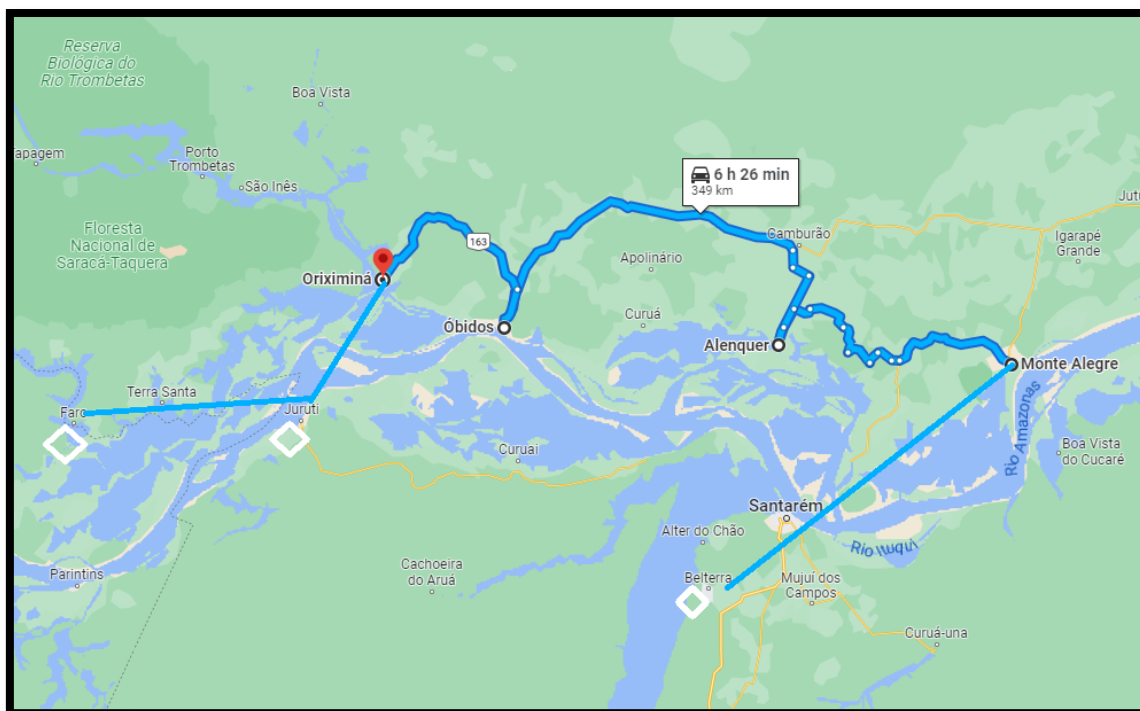 Reserva
Biológica do
Rio Trombetas
Boa Vista
apagem
Porto
Trombetas
São Inês
6 h 26 min
349 km
Jutu
Floresta
Nacional de
Saracá-Taquera
163
Camburão
Igarapé
Grande
Oriximiná
Apolinário
Óbidos
Curuá
Alenquer
Monte Alegre
Terra Santa
Faro
Juruti
Rio Amazonas
Curuai
Boa Vista
do Cucaré
Santarém
Alter do Chão
Rio Ituqui
Cachoeira
do Aruá
Parintins
Belterra
Mujuí dos
Campos
Curuá-una